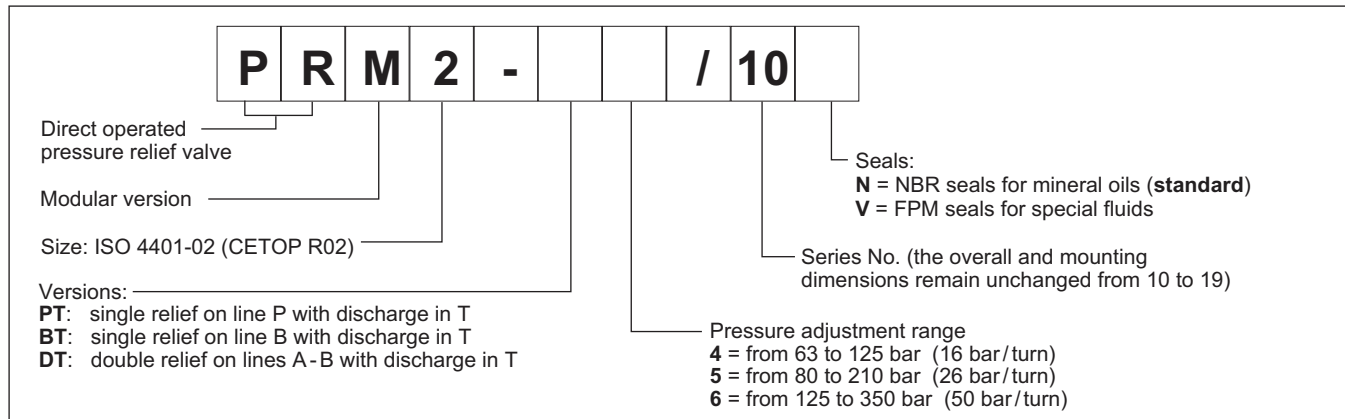 P R M 2 - / 10
Direct operated
pressure relief valve
Modular version
Size: ISO 4401-02 (CETOP R02)
Versions:
PT: single relief on line P with discharge in T
BT: single relief on line B with discharge in T
DT: double relief on lines A-B with discharge in T
Seals:
N = NBR seals for mineral oils (standard)
V = FPM seals for special fluids
Series No. (the overall and mounting
dimensions remain unchanged from 10 to 19)
Pressure adjustment range
4 = from 63 to 125 bar (16 bar/turn)
5 = from 80 to 210 bar (26 bar/turn)
6 = from 125 to 350 bar (50 bar/turn)